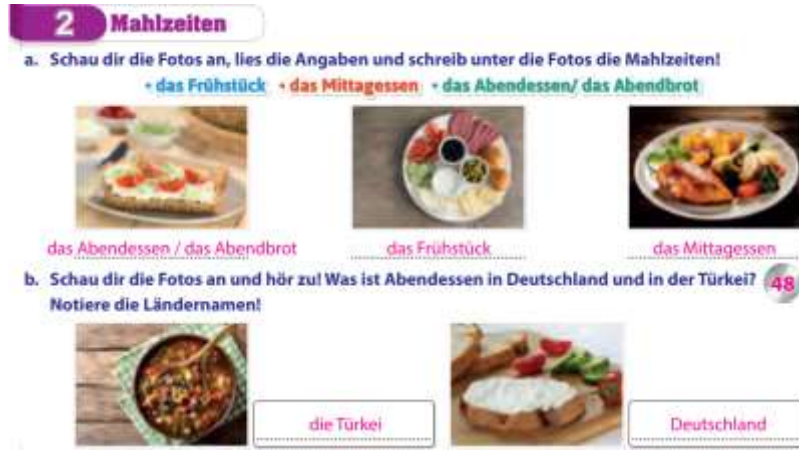 2 Mahlzeiten
a. Schau dir die Fotos an, lies die Angaben und schreib unter die Fotos die Mahlzeiten!
• das Frühstück • das Mittagessen • das Abendessen/ das Abendbrot
das Abendessen / das Abendbrot das Frühstück das Mittagessen
b. Schau dir die Fotos an und hör zu! Was ist Abendessen in Deutschland und in der Türkei? 48
Notiere die Ländernamen!
die Türkei Deutschland